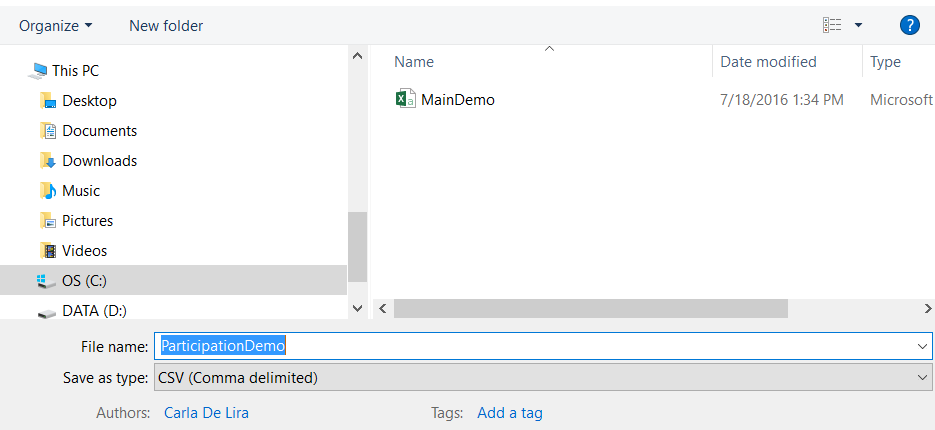 Organize New folder ?
Name Date modified Type
This PC
Desktop
MainDemo 7/18/2016 1:34 PM Microsoft
Documents
Downloads
Music
Pictures
Videos
OS (C:)
DATA (D:)
File name: ParticipationDemo
Save as type: CSV (Comma delimited)
Authors: Carla De Lira Tags: Add a tag